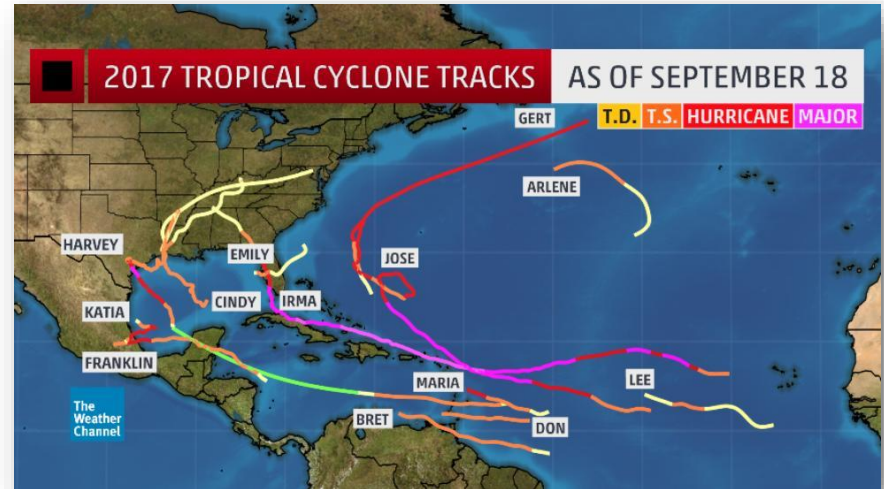 2017 TROPICAL CYCLONE TRACKS AS OF SEPTEMBER 18
T.D. T.S. HURRICANE MAJOR
GERT
ARLENE
HARVEY
EMILY
JOSE
CINDY
IRMA
KATIA
FRANKLIN
MARIA
LEE
BRET
DON
The
Weather
Channel